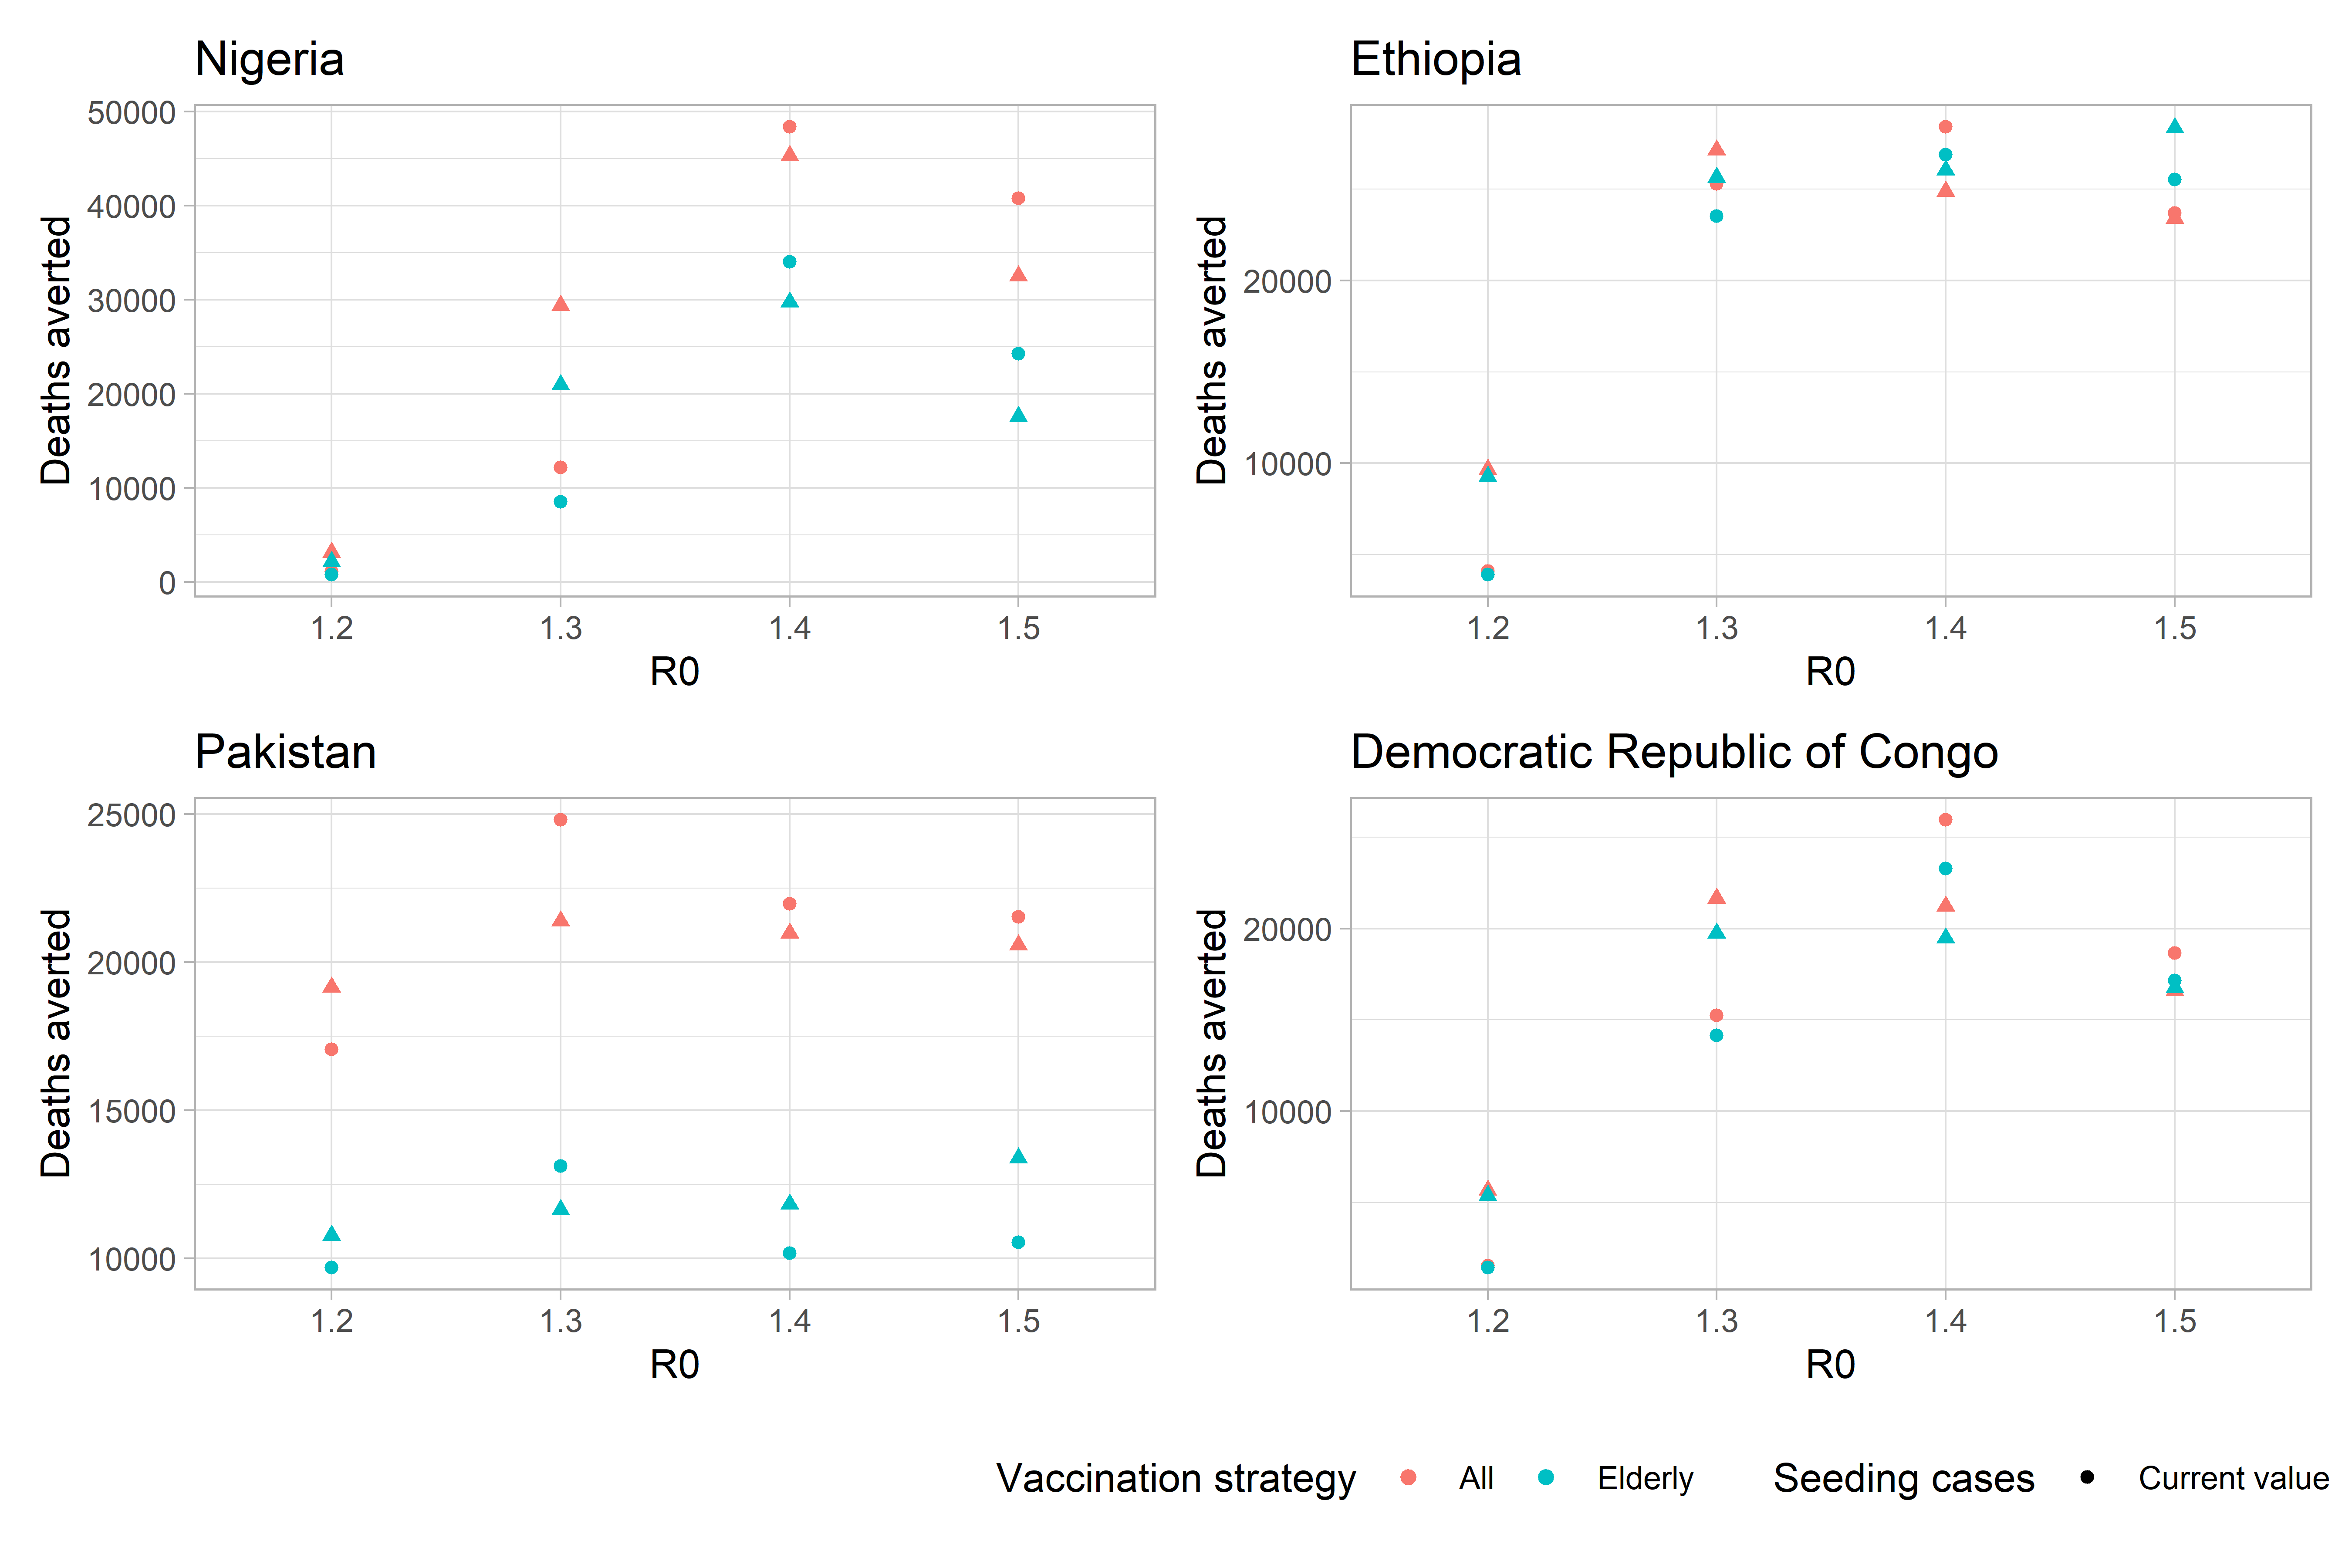 Nigeria
Deaths averted
50000
40000
30000
20000
10000
0
1.2 1.3 1.4 1.5
R0
Ethiopia
Deaths averted
20000
10000
1.2 1.3 1.4 1.5
R0
Pakistan
Deaths averted
25000
20000
15000
10000
1.2 1.3 1.4 1.5
R0
Democratic Republic of Congo
Deaths averted
20000
10000
1.2 1.3 1.4 1.5
R0
Vaccination strategy All Elderly Seeding cases Current value